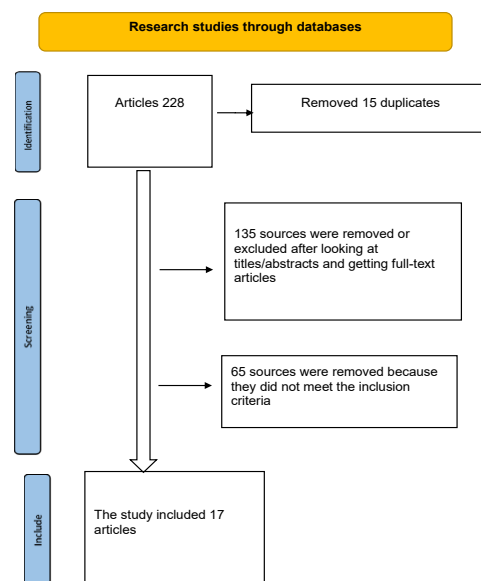 Research studies through databases
Identification
Articles 228
Removed 15 duplicates
Screening
135 sources were removed or
excluded after looking at
titles/abstracts and getting full-text
articles
65 sources were removed because
they did not meet the inclusion
criteria
Include
The study included 17
articles